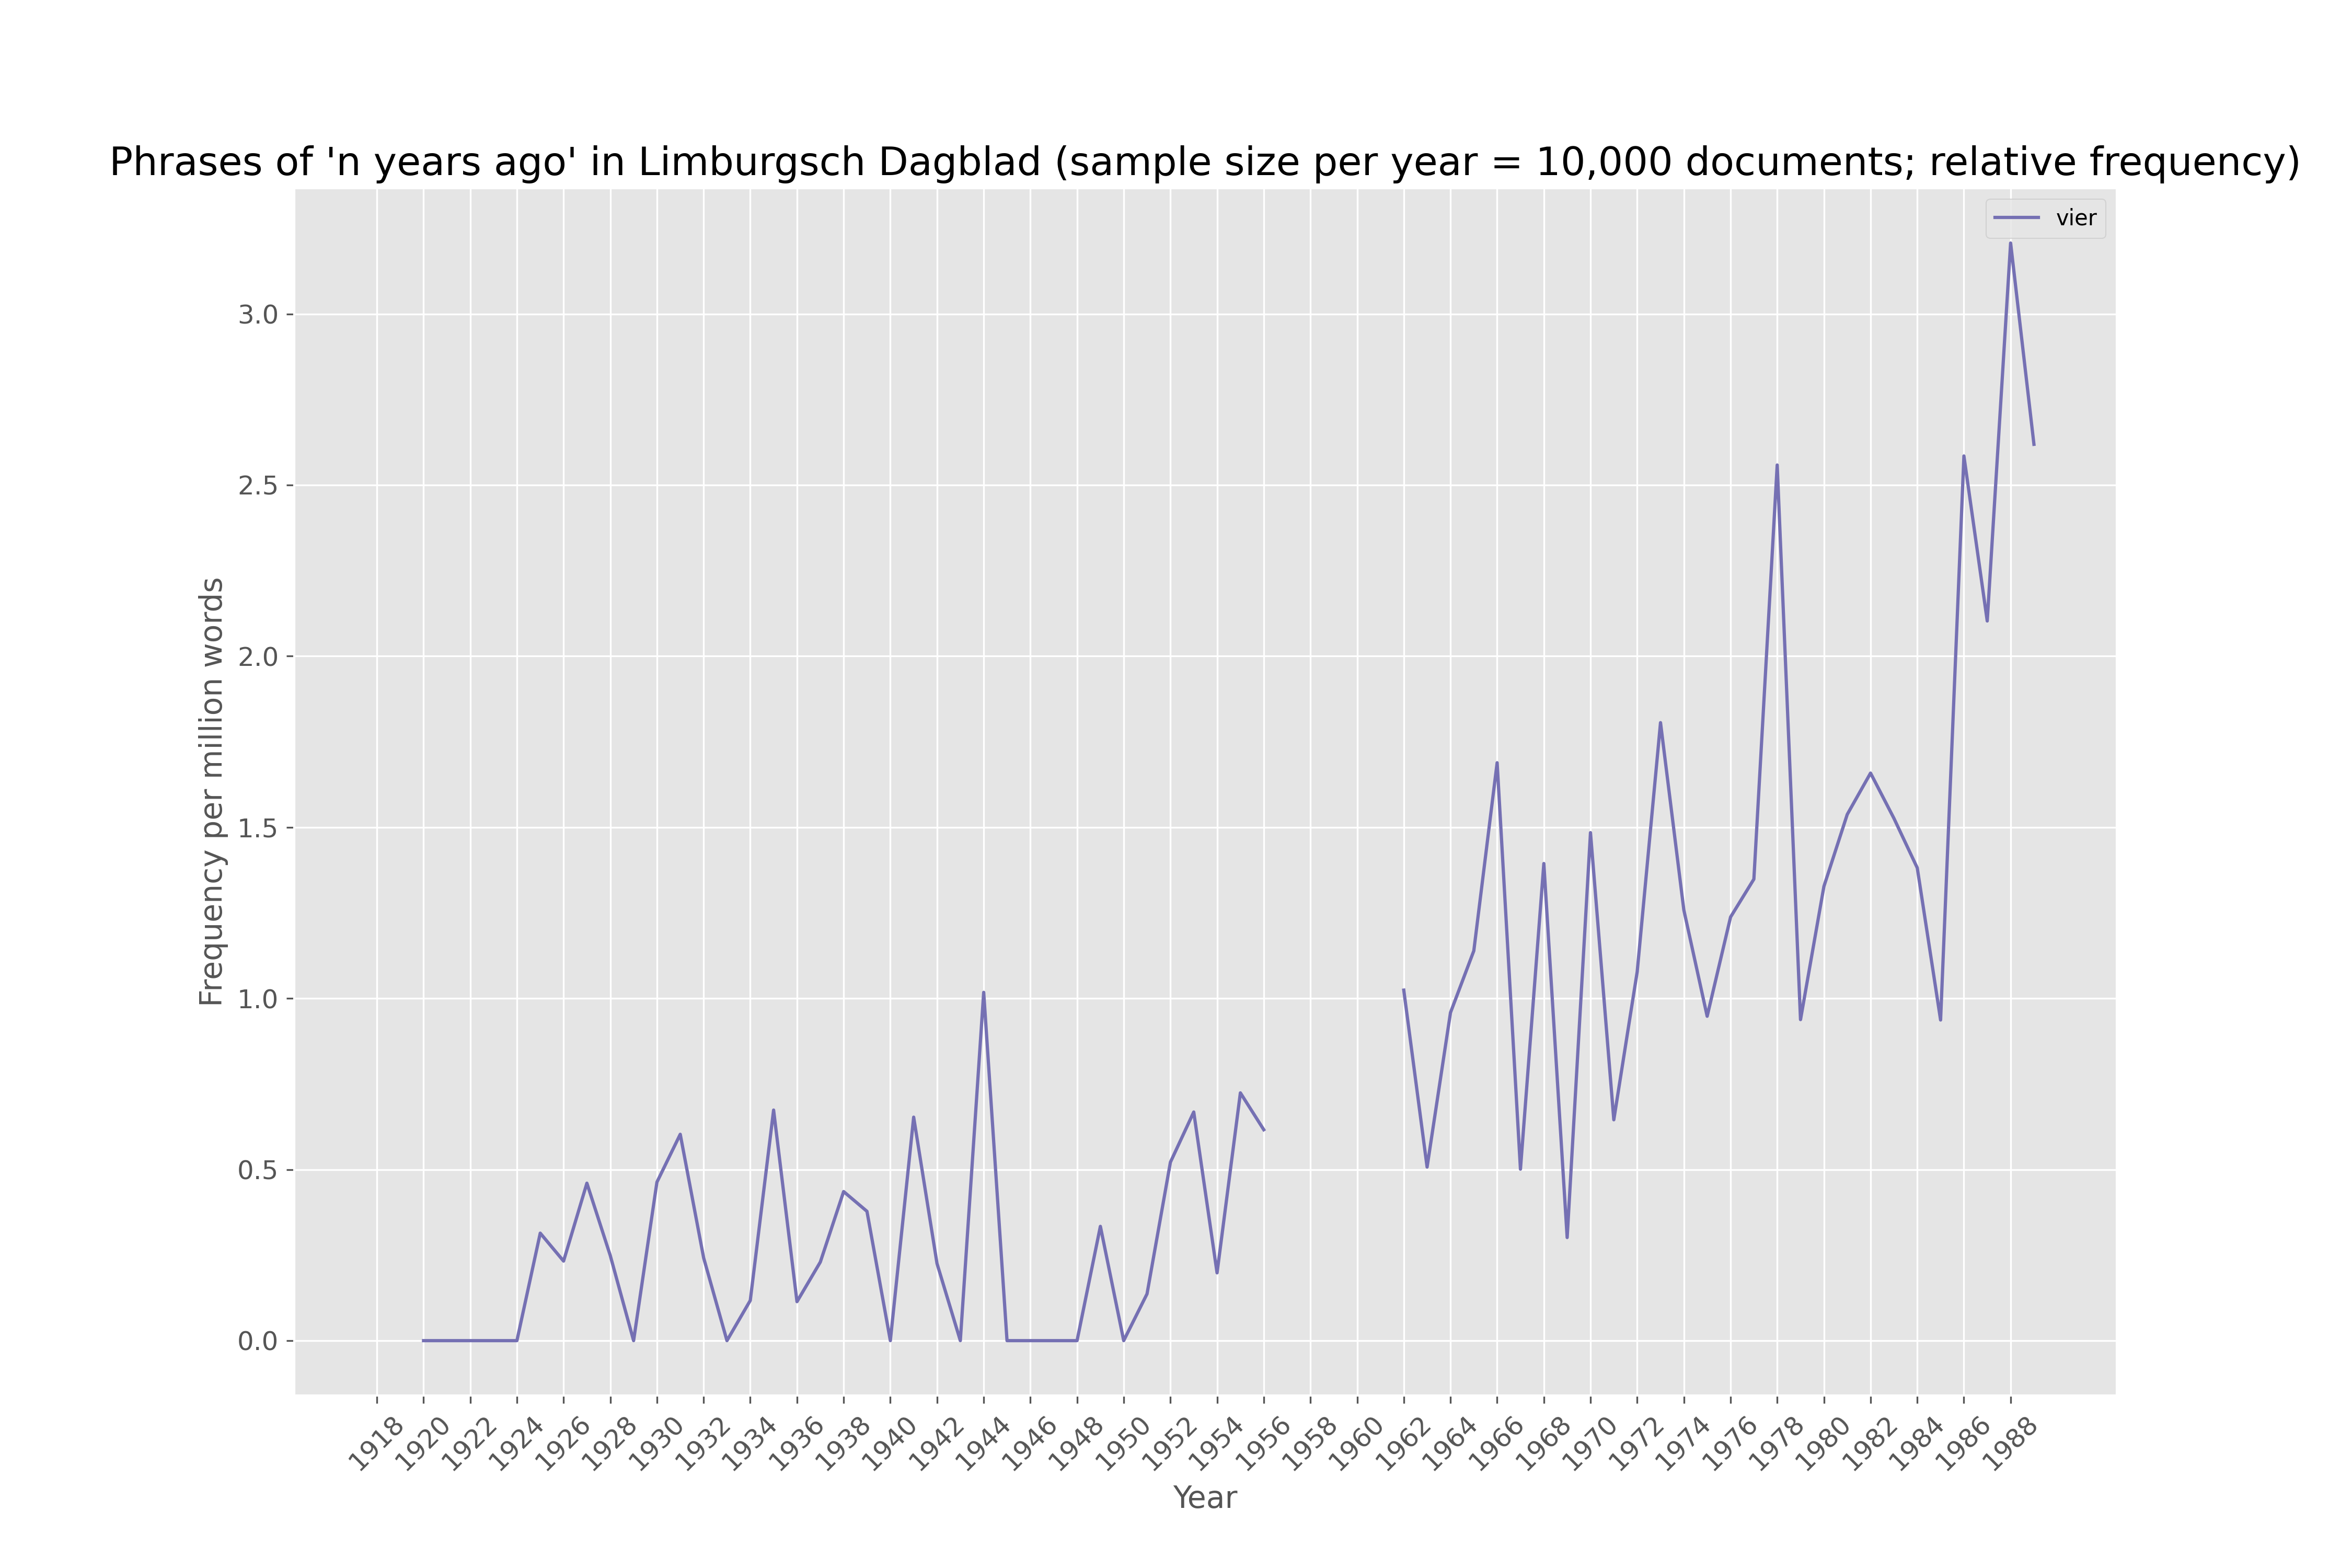 Phrases of 'n years ago' in Limburgsch Dagblad (sample size per year = 10,000 documents; relative frequency)
vier
3.0
2.5
2.0
1.5
1.0
0.5
0.0
Frequency per million words
1918 1920 1922 1924 1926 1928 1930 1932 1934 1936 1938 1940 1942 1944 1946 1948 1950 1952 1954 1956 1958 1960 1962 1964 1966 1968 1970 1972 1974 1976 1978 1980 1982 1984 1986 1988
Year